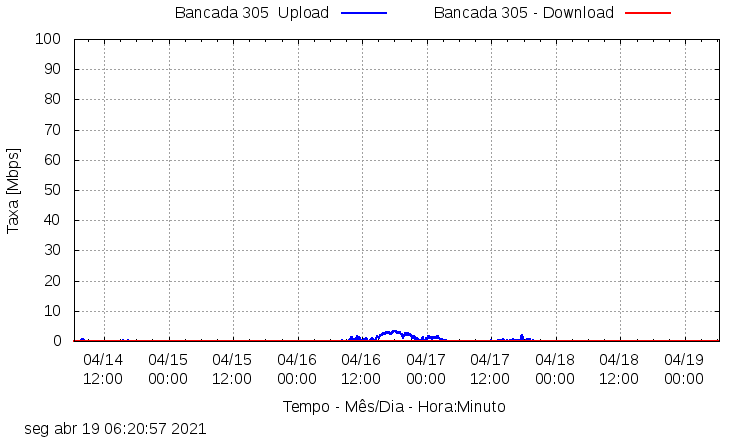 Bancada 305  Upload
Bancada 305 - Download
100
90
80
70
60
50
40
30
20
10
0
Taxa [Mbps]
04/14 04/15 04/15 04/16 04/16 04/17 04/17 04/18 04/18 04/19
12:00 00:00 12:00 00:00 12:00 00:00 12:00 00:00 12:00 00:00
Tempo - Mês/Dia - Hora:Minuto
seg abr 19 06:20:57 2021